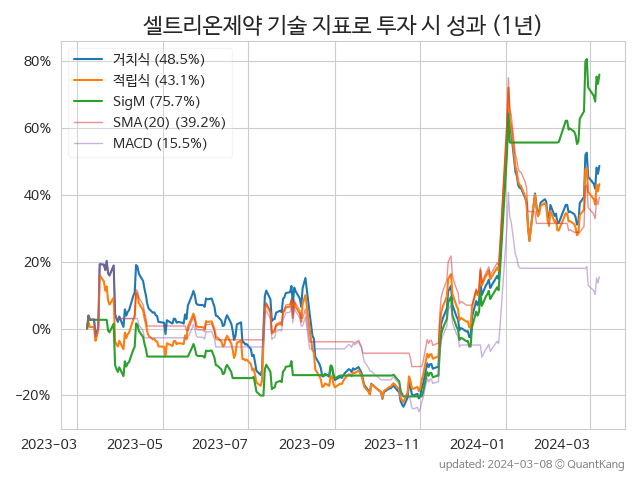 셀트리온제약 기술 지표로 투자 시 성과 (1년)
거치식 (48.5%)
적립식 (43.1%)
SigM (75.7%)
SMA(20) (39.2%)
MACD (15.5%)
80%
60%
40%
20%
0%
−20%
2023−03
2023−05
2023−07
2023−09
2023−11
2024−01
2024−03
updated: 2024-03-08 © QuantKang